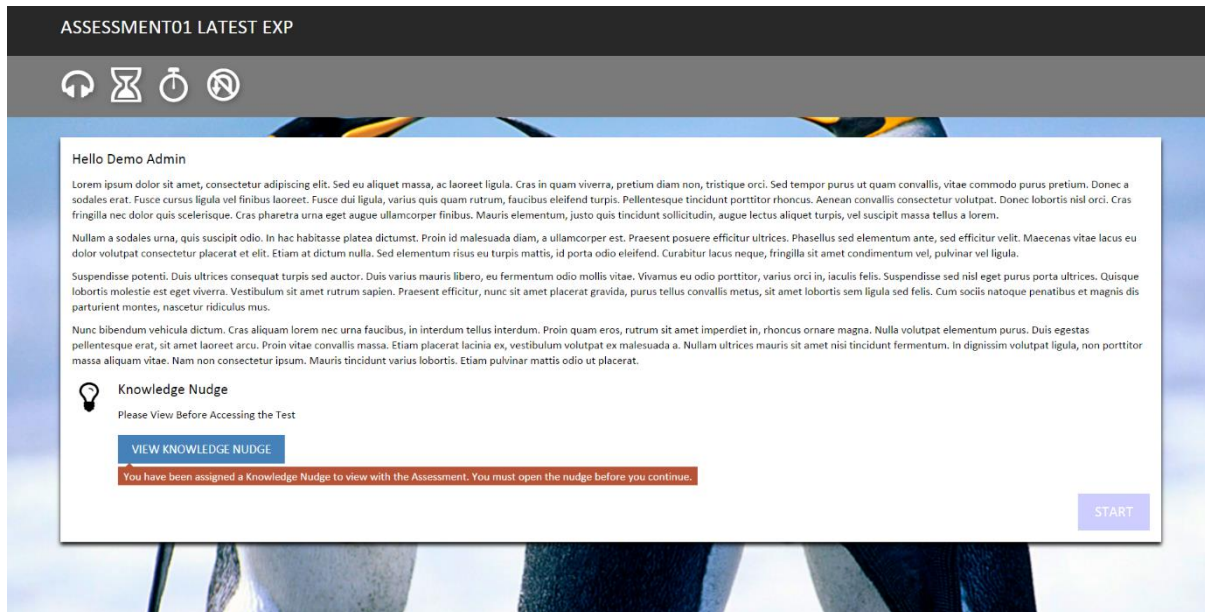 ASSESSMENT01 LATEST EXP
Hello Demo Admin
Lorem ipsum dolor sit amet, consectetur adipiscing elit. Sed eu aliquet massa, ac laoreet ligula. Cras in quam viverra, pretium diam non, tristique orci. Sed tempor purus ut quam convallis, vitae commodo purus pretium. Donec a
sodales erat. Fusce cursus ligula vel finibus laoreet. Fusce dui ligula, varius quis quam rutrum, faucibus eleifend turpis. Pellentesque tincidunt porttitor rhoncus. Aenean convallis consectetur volutpat. Donec lobortis nisl orci. Cras
fringilla nec dolor quis scelerisque. Cras pharetra urna eget augue ullamcorper finibus. Mauris elementum, justo quis tincidunt sollicitudin, augue lectus aliquet turpis, vel suscipit massa tellus a lorem.
Nullam a sodales urna, quis suscipit odio. In hac habitasse platea dictumst. Proin id malesuada diam, a ullamcorper est. Praesent posuere efficitur ultrices. Phasellus sed elementum ante, sed efficitur velit. Maecenas vitae lacus eu
dolor volutpat consectetur placerat et elit. Etiam at dictum nulla. Sed elementum risus eu turpis mattis, id porta odio eleifend. Curabitur lacus neque, fringilla sit amet condimentum vel, pulvinar vel ligula.
Suspendisse potenti. Duis ultrices consequat turpis sed auctor. Duis varius mauris libero, eu fermentum odio mollis vitae. Vivamus eu odio porttitor, varius orci in, iaculis felis. Suspendisse sed nisl eget purus porta ultrices. Quisque
lobortis molestie est eget viverra. Vestibulum sit amet rutrum sapien. Praesent efficitur, nunc sit amet placerat gravida, purus tellus convallis metus, sit amet lobortis sem ligula sed felis. Cum sociis natoque penatibus et magnis dis
parturient montes, nascetur ridiculus mus.
Nunc bibendum vehicula dictum. Cras aliquam lorem nec urna faucibus, in interdum tellus interdum. Proin quam eros, rutrum sit amet imperdiet in, rhoncus ornare magna. Nulla volutpat elementum purus. Duis egestas
pellentesque erat, sit amet laoreet arcu. Proin vitae convallis massa. Etiam placerat lacinia ex, vestibulum volutpat ex malesuada a. Nullam ultrices mauris sit amet nisi tincidunt fermentum. In dignissim volutpat ligula, non porttitor
massa aliquam vitae. Nam non consectetur ipsum. Mauris tincidunt varius lobortis. Etiam pulvinar mattis odio ut placerat.
Knowledge Nudge
Please View Before Accessing the Test
VIEW KNOWLEDGE NUDGE
You have been assigned a Knowledge Nudge to view with the Assessment. You must open the nudge before you continue.
START